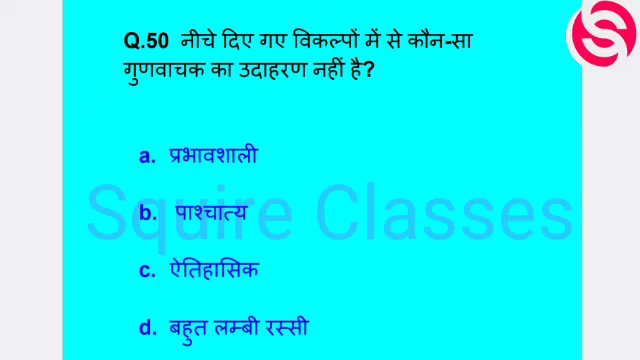 Q.50 नीचे दिए गए विकल्पों में से कौन-सा
गुणवाचक का उदाहरण नहीं है?
a. प्रभावशाली
b. पाश्चात्य
Squire Classes
c. ऐतिहासिक
d. बहुत लम्बी रस्सी